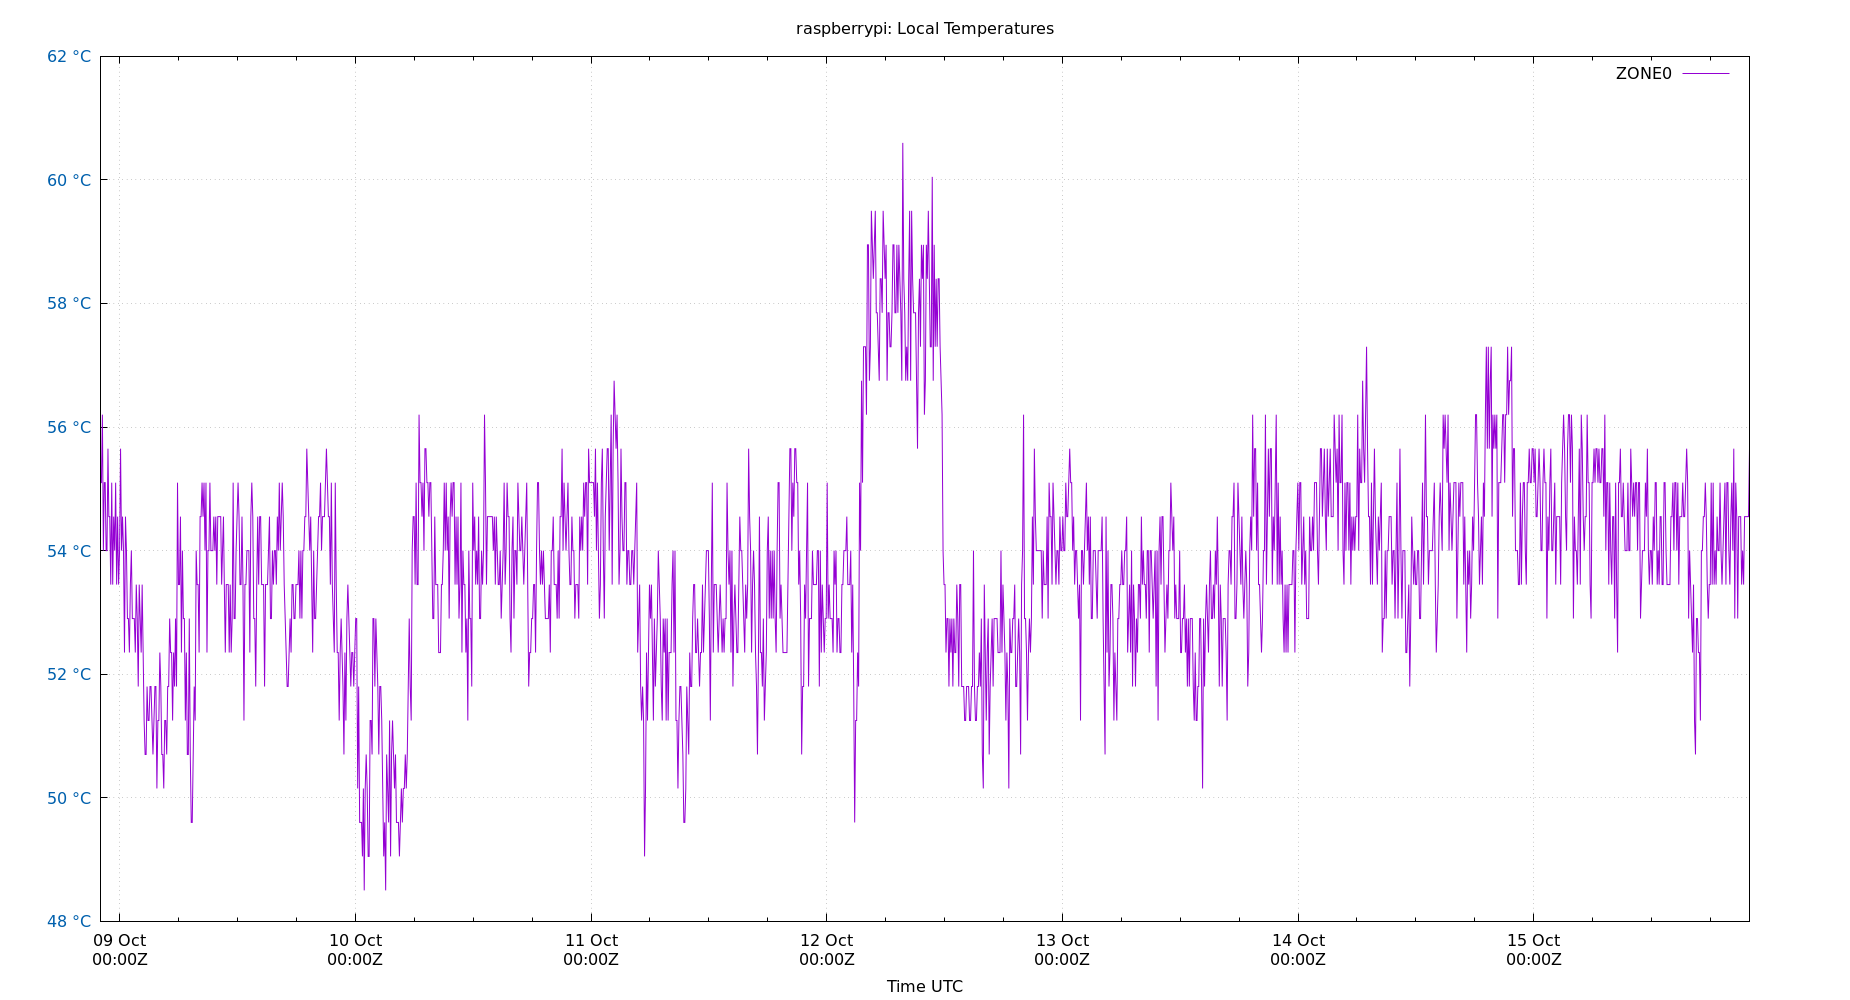 raspberrypi: Local Temperatures
62 °C
ZONE0
60 °C
58 °C
56 °C
54 °C
52 °C
50 °C
48 °C
09 Oct 10 Oct 11 Oct 12 Oct 13 Oct 14 Oct 15 Oct
00:00Z 00:00Z 00:00Z 00:00Z 00:00Z 00:00Z 00:00Z
Time UTC